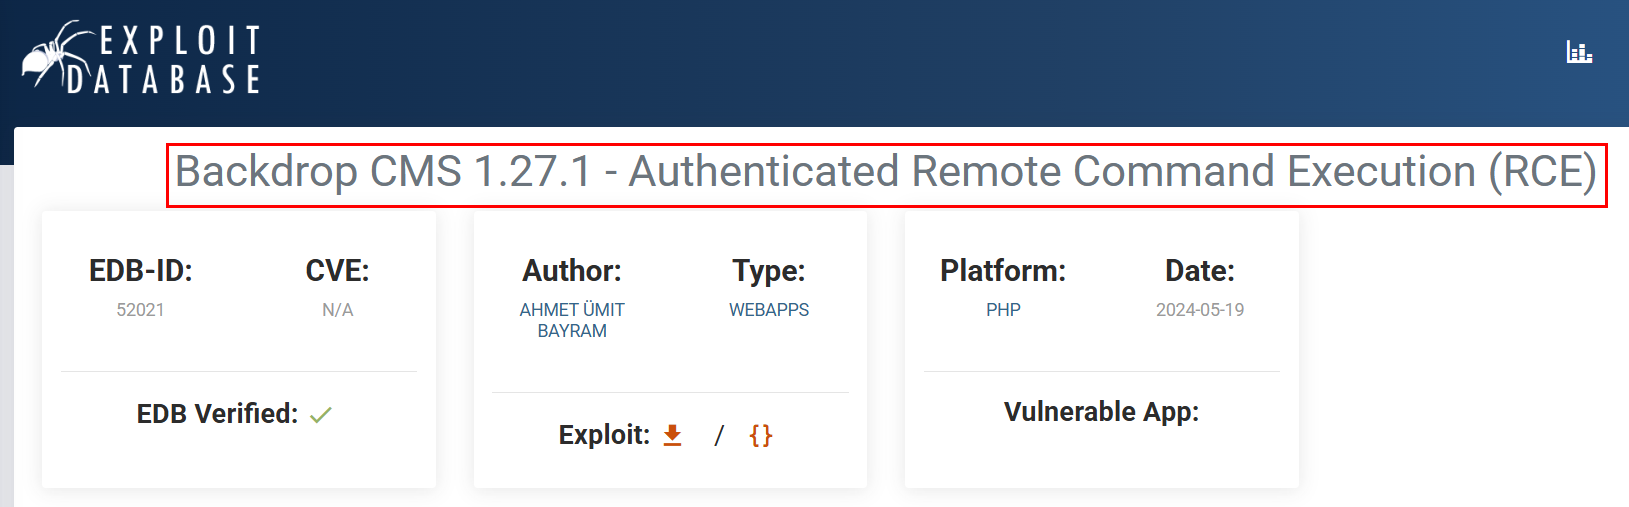 EXPLOIT
DATABASE
Backdrop CMS 1.27.1 - Authenticated Remote Command Execution (RCE)
EDB-ID:
52021
CVE:
N/A
EDB Verified:
Author:
AHMET ÜMIT
BAYRAM
Type:
WEBAPPS
Exploit: / {}
Platform:
PHP
Date:
2024-05-19
Vulnerable App: